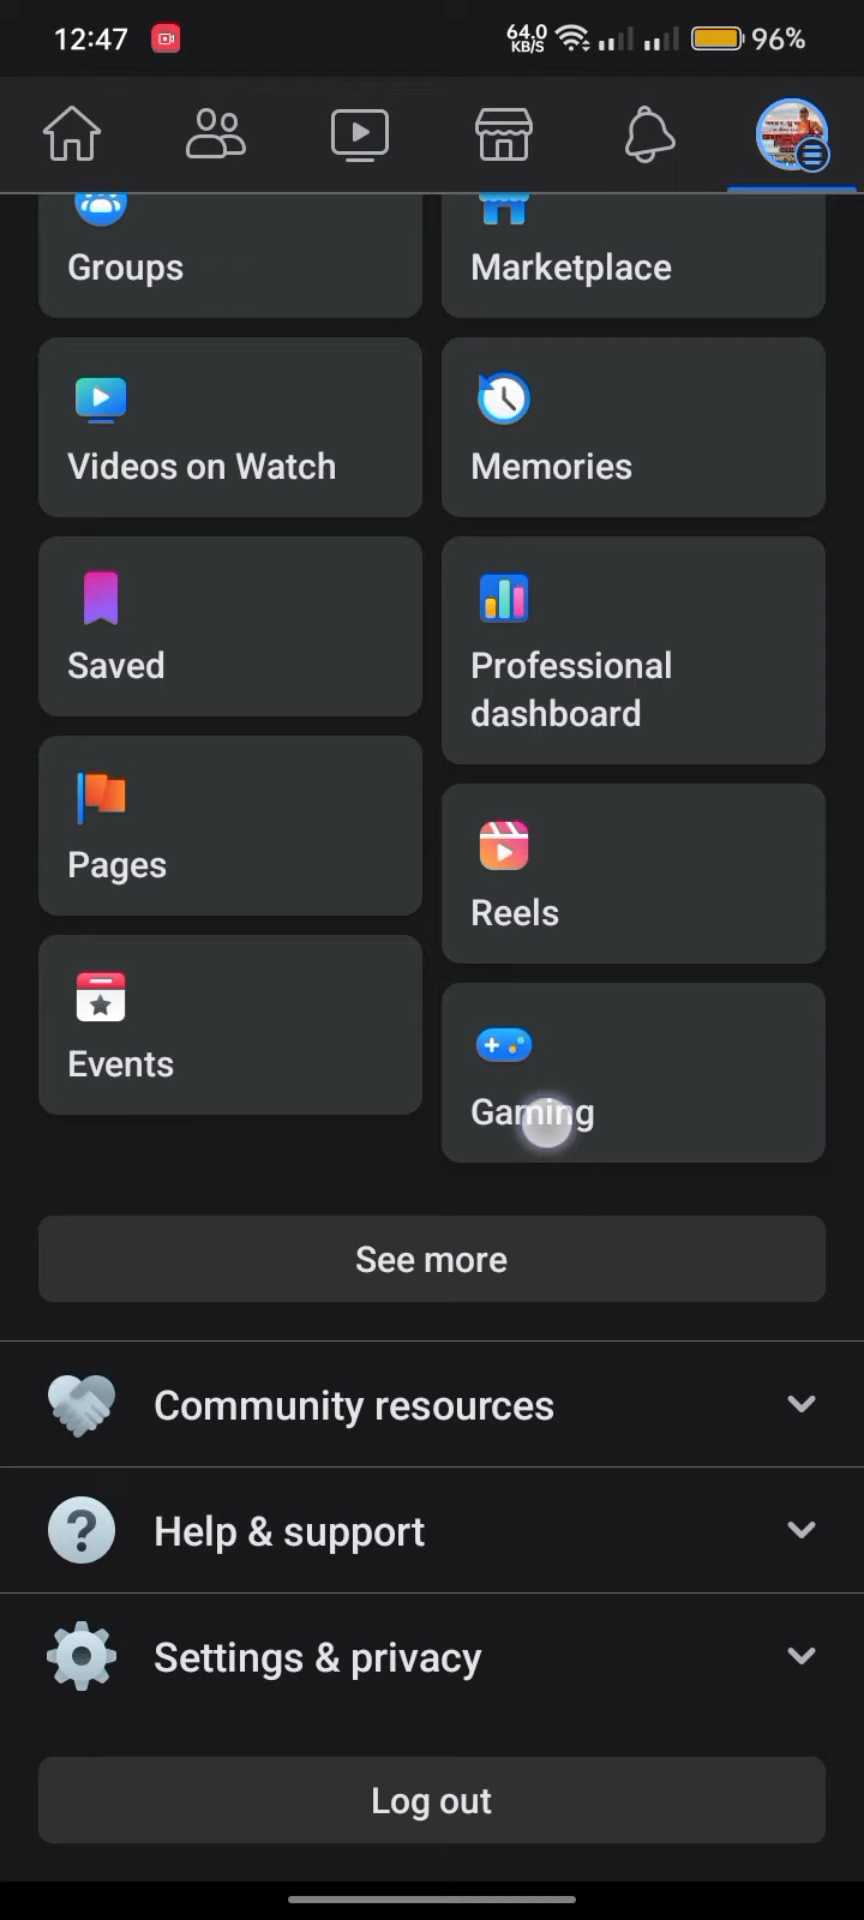 12:47
64.0
KB/S
96%
Groups
Marketplace
Videos on Watch
Memories
Saved
Professional
dashboard
Pages
Reels
Events
Gaming
See more
Community resources
Help & support
Settings & privacy
Log out